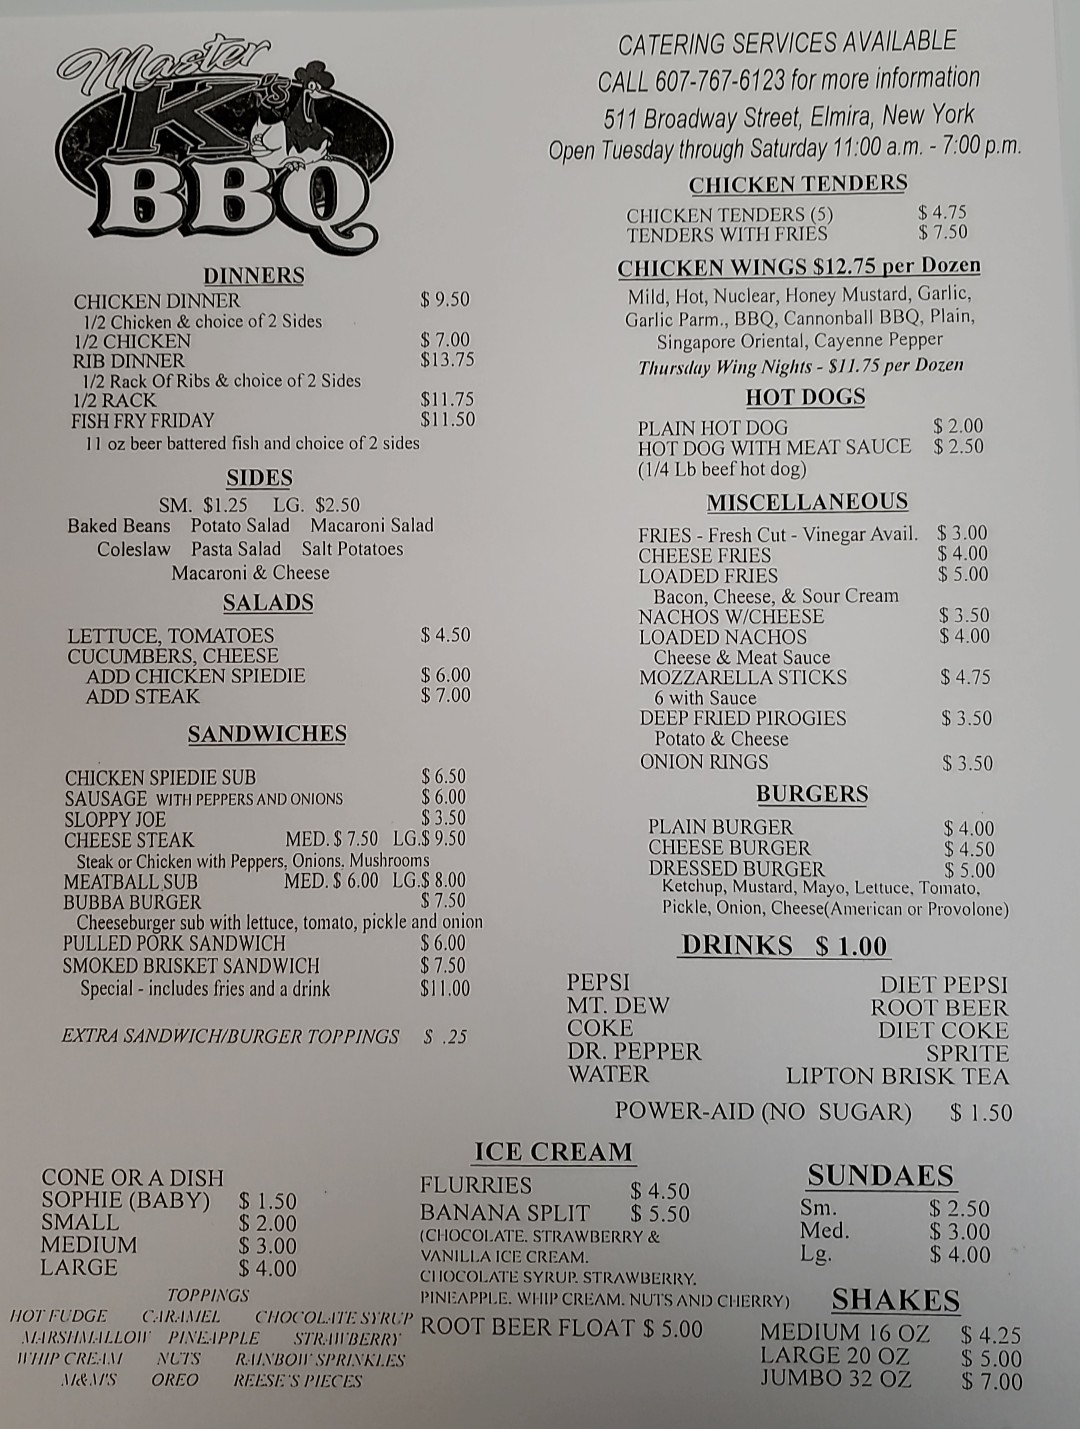 Master
K's
BBQ
CATERING SERVICES AVAILABLE
CALL 607-767-6123 for more information
511 Broadway Street, Elmira, New York
Open Tuesday through Saturday 11:00 a.m. - 7:00 p.m.
DINNERS
CHICKEN DINNER $ 9.50
1/2 Chicken & choice of 2 Sides
1/2 CHICKEN $ 7.00
RIB DINNER $13.75
1/2 Rack Of Ribs & choice of 2 Sides
1/2 RACK $11.75
FISH FRY FRIDAY $11.50
11 oz beer battered fish and choice of 2 sides
SIDES
SM. $1.25 LG. $2.50
Baked Beans Potato Salad Macaroni Salad
Coleslaw Pasta Salad Salt Potatoes
Macaroni & Cheese
SALADS
LETTUCE, TOMATOES $ 4.50
CUCUMBERS, CHEESE
ADD CHICKEN SPIEDIE $ 6.00
ADD STEAK $ 7.00
SANDWICHES
CHICKEN SPIEDIE SUB $ 6.50
SAUSAGE WITH PEPPERS AND ONIONS $ 6.00
SLOPPY JOE $ 3.50
CHEESE STEAK MED. $ 7.50 LG.$ 9.50
Steak or Chicken with Peppers, Onions. Mushrooms
MEATBALL SUB MED. $ 6.00 LG.$ 8.00
BUBBA BURGER $ 7.50
Cheeseburger sub with lettuce, tomato, pickle and onion
PULLED PORK SANDWICH $ 6.00
SMOKED BRISKET SANDWICH $ 7.50
Special - includes fries and a drink $11.00
EXTRA SANDWICH/BURGER TOPPINGS $ .25
CHICKEN TENDERS
CHICKEN TENDERS (5) $ 4.75
TENDERS WITH FRIES $ 7.50
CHICKEN WINGS $12.75 per Dozen
Mild, Hot, Nuclear, Honey Mustard, Garlic,
Garlic Parm., BBQ, Cannonball BBQ, Plain,
Singapore Oriental, Cayenne Pepper
Thursday Wing Nights - $11.75 per Dozen
HOT DOGS
PLAIN HOT DOG $ 2.00
HOT DOG WITH MEAT SAUCE $ 2.50
(1/4 Lb beef hot dog)
MISCELLANEOUS
FRIES - Fresh Cut - Vinegar Avail. $ 3.00
CHEESE FRIES $ 4.00
LOADED FRIES $ 5.00
Bacon, Cheese, & Sour Cream
NACHOS W/CHEESE $ 3.50
LOADED NACHOS $ 4.00
Cheese & Meat Sauce
MOZZARELLA STICKS $ 4.75
6 with Sauce
DEEP FRIED PIROGIES $ 3.50
Potato & Cheese
ONION RINGS $ 3.50
BURGERS
PLAIN BURGER $ 4.00
CHEESE BURGER $ 4.50
DRESSED BURGER $ 5.00
Ketchup, Mustard, Mayo, Lettuce, Tomato,
Pickle, Onion, Cheese(American or Provolone)
DRINKS $ 1.00
PEPSI DIET PEPSI
MT. DEW ROOT BEER
COKE DIET COKE
DR. PEPPER SPRITE
WATER LIPTON BRISK TEA
POWER-AID (NO SUGAR) $ 1.50
ICE CREAM
CONE OR A DISH
SOPHIE (BABY) $ 1.50
SMALL $ 2.00
MEDIUM $ 3.00
LARGE $ 4.00
TOPPINGS
HOT FUDGE CARAMEL CHOCOLATE SYRUP
MARSHMALLOW PINEAPPLE STRAWBERRY
WHIP CREAM NUTS RAINBOW SPRINKLES
M&M'S OREO REESE'S PIECES
FLURRIES $ 4.50
BANANA SPLIT $ 5.50
(CHOCOLATE. STRAWBERRY &
VANILLA ICE CREAM.
CHOCOLATE SYRUP. STRAWBERRY.
PINEAPPLE. WHIP CREAM. NUTS AND CHERRY)
ROOT BEER FLOAT $ 5.00
SUNDAES
Sm. $ 2.50
Med. $ 3.00
Lg. $ 4.00
SHAKES
MEDIUM 16 OZ $ 4.25
LARGE 20 OZ $ 5.00
JUMBO 32 OZ $ 7.00